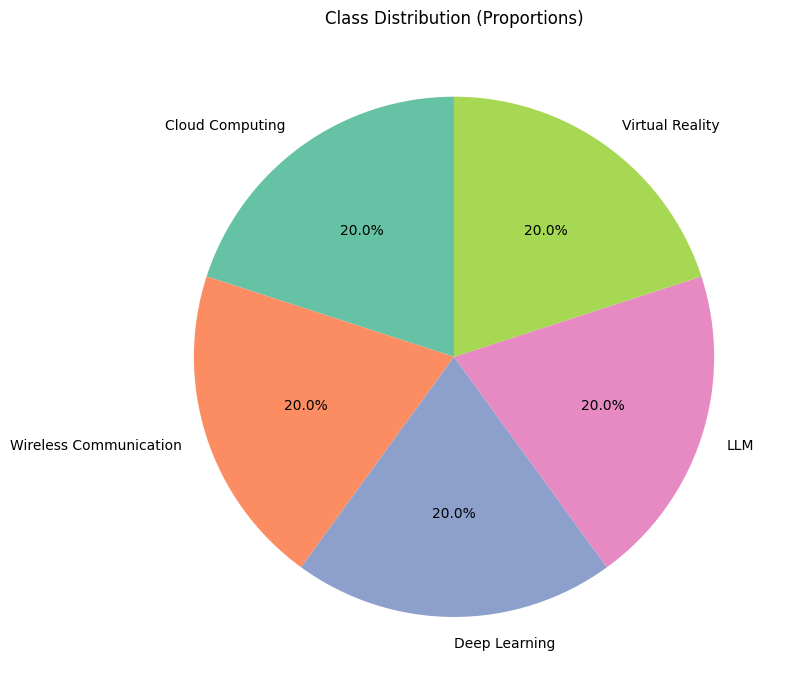 Class Distribution (Proportions)
Cloud Computing
Virtual Reality
20.0%
20.0%
20.0%
20.0%
Wireless Communication
LLM
20.0%
Deep Learning